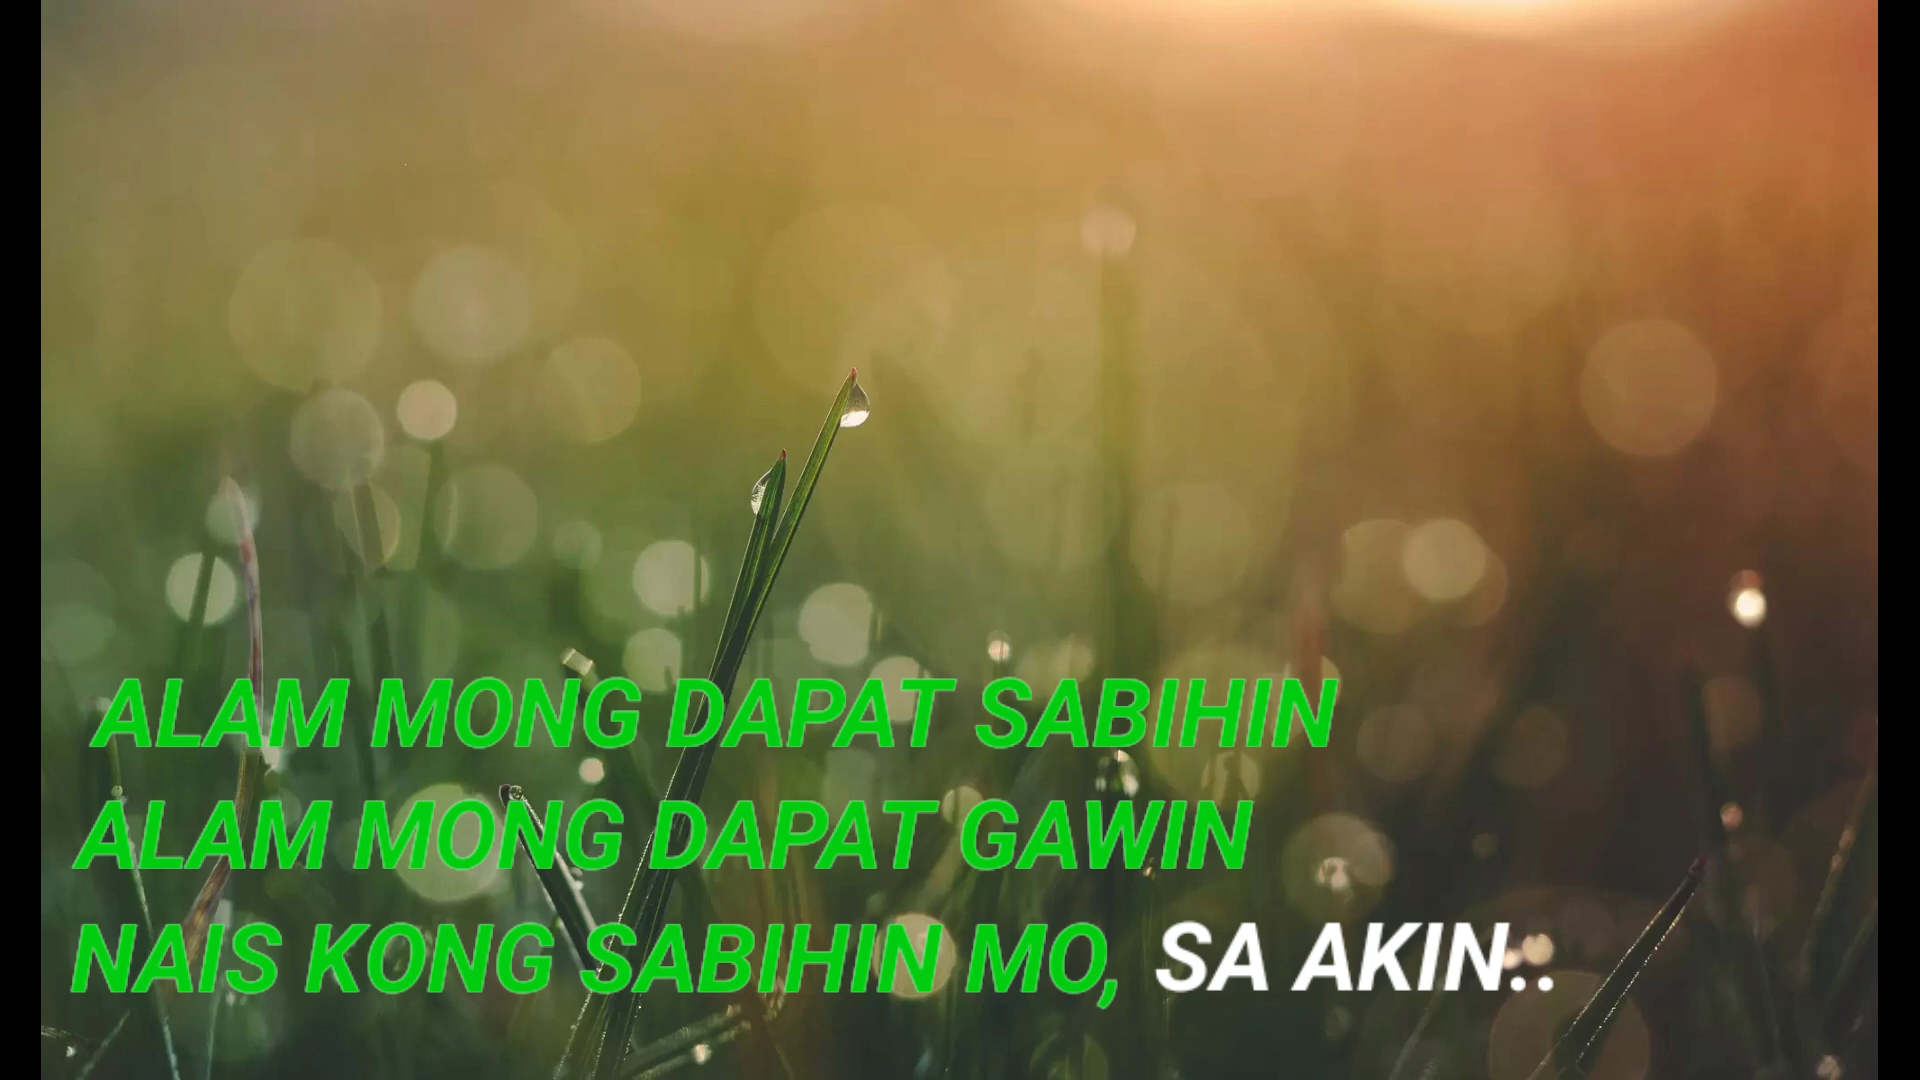 ALAM MONG DAPAT SABIHIN
ALAM MONG DAPAT GAWIN
NAIS KONG SABIHIN MO, SA AKIN..